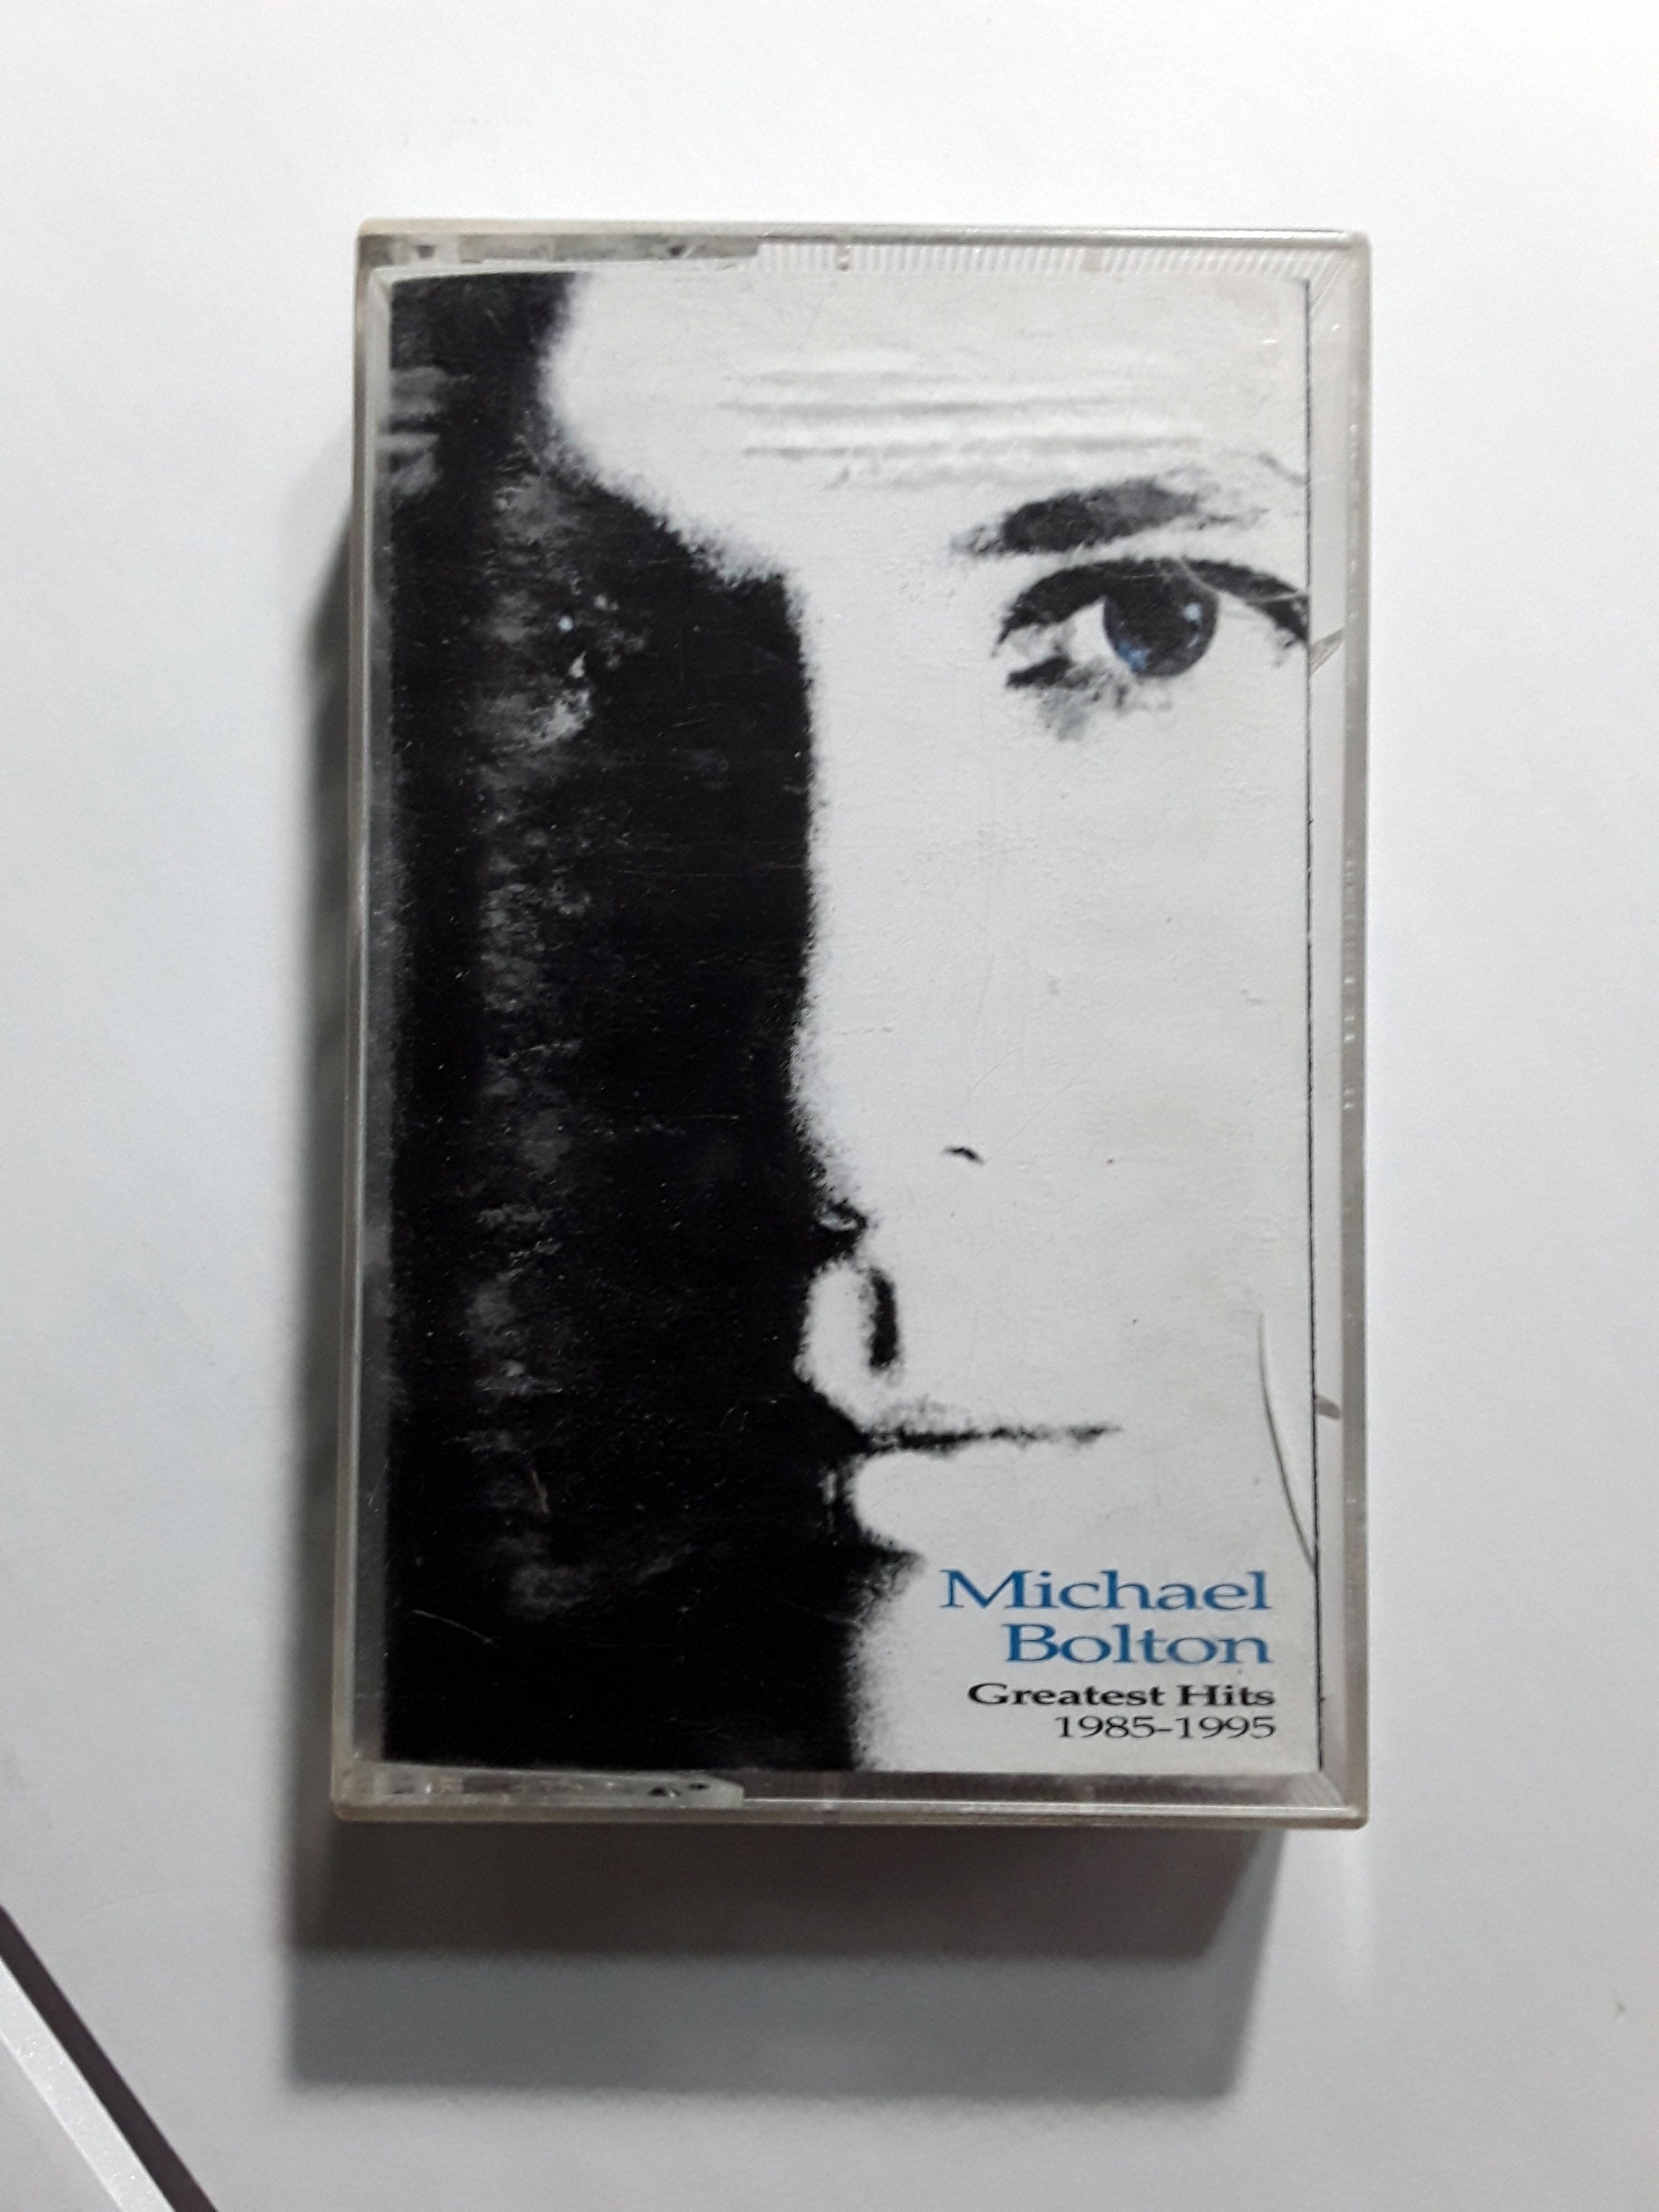 Michael
Bolton
Greatest Hits
1985-1995